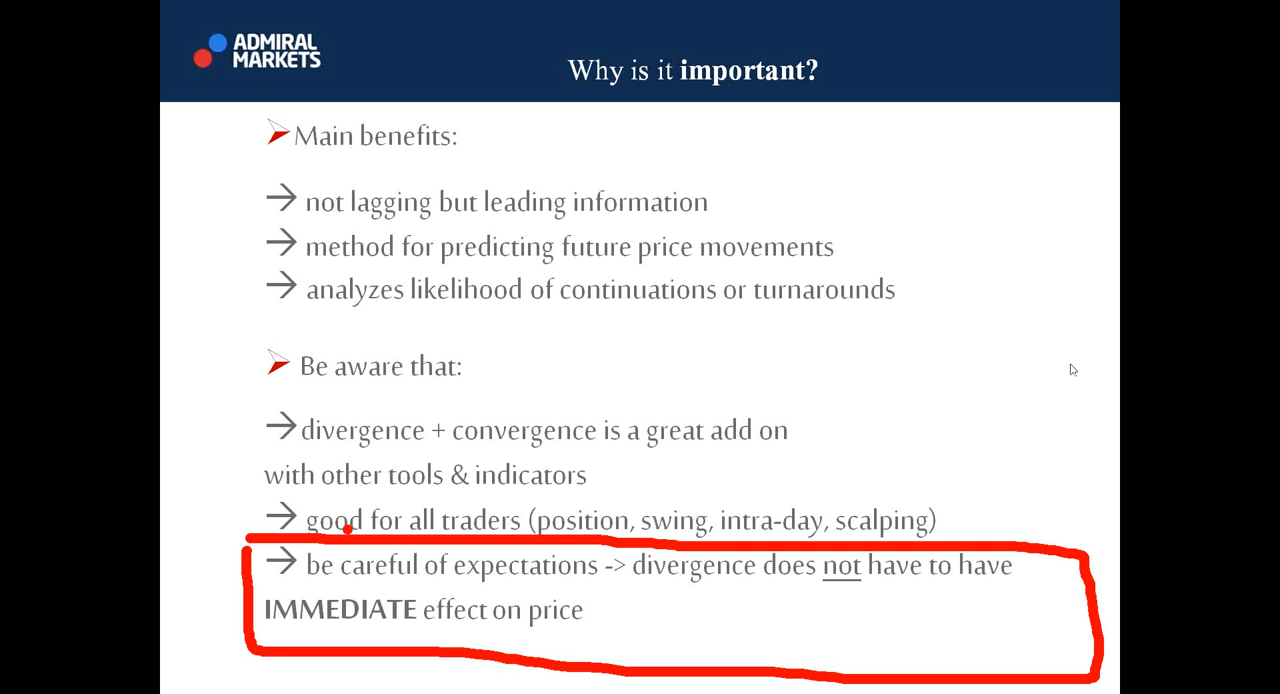 ADMIRAL
MARKETS
Why is it important?
Main benefits:
→ not lagging but leading information
→ method for predicting future price movements
→ analyzes likelihood of continuations or turnarounds
Be aware that:
→divergence + convergence is a great add on
with other tools & indicators
→ good for all traders (position, swing, intra-day, scalping)
→ be careful of expectations -> divergence does not have to have
IMMEDIATE effect on price